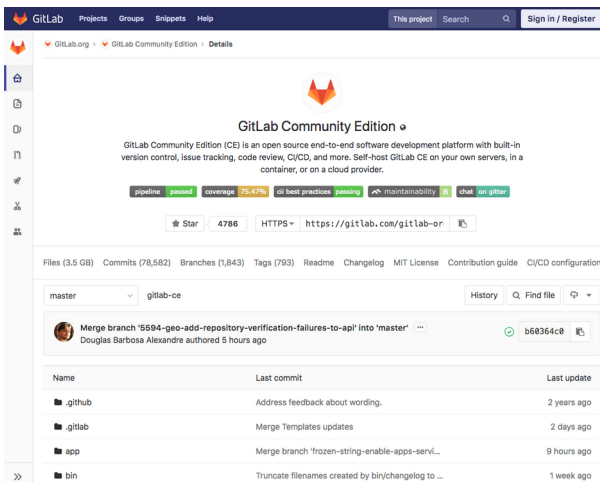 GitLab Projects Groups Snippets Help This project Search Sign in / Register
GitLab.org › GitLab Community Edition › Details
GitLab Community Edition
GitLab Community Edition (CE) is an open source end-to-end software development platform with built-in
version control, issue tracking, code review, CI/CD, and more. Self-host GitLab CE on your own servers, in a
container, or on a cloud provider.
pipeline passed coverage 75.47% cii best practices passing maintainability B chat on gitter
Star 4786 HTTPS https://gitlab.com/gitlab-or
Files (3.5 GB) Commits (78,582) Branches (1,843) Tags (793) Readme Changelog MIT License Contribution guide CI/CD configuration
master gitlab-ce History Find file
Merge branch '5594-geo-add-repository-verification-failures-to-api' into 'master' ...
Douglas Barbosa Alexandre authored 5 hours ago b60364c0
Name Last commit Last update
.github Address feedback about wording. 2 years ago
.gitlab Merge Templates updates 2 days ago
app Merge branch 'frozen-string-enable-apps-servi... 9 hours ago
bin Truncate filenames created by bin/changelog to ... 1 week ago